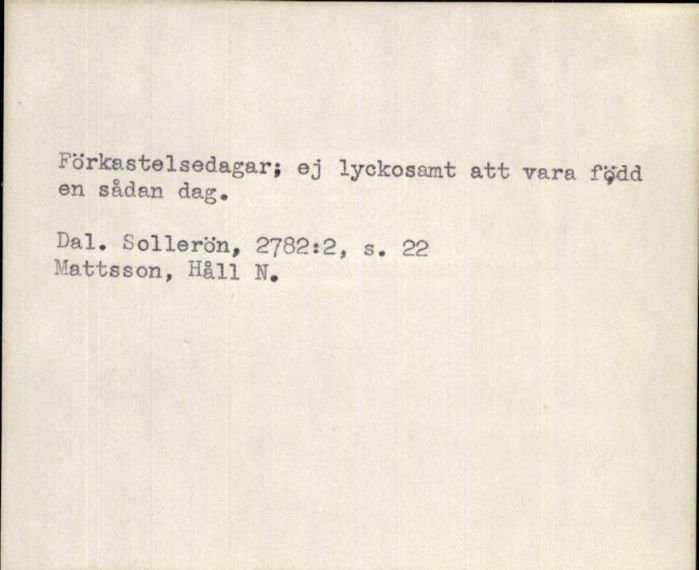 Förkastelsedagar; ej lyckosamt att vara född
en sådan dag.
Dal. Sollerön, 2782:2, s. 22
Mattsson, Håll N.